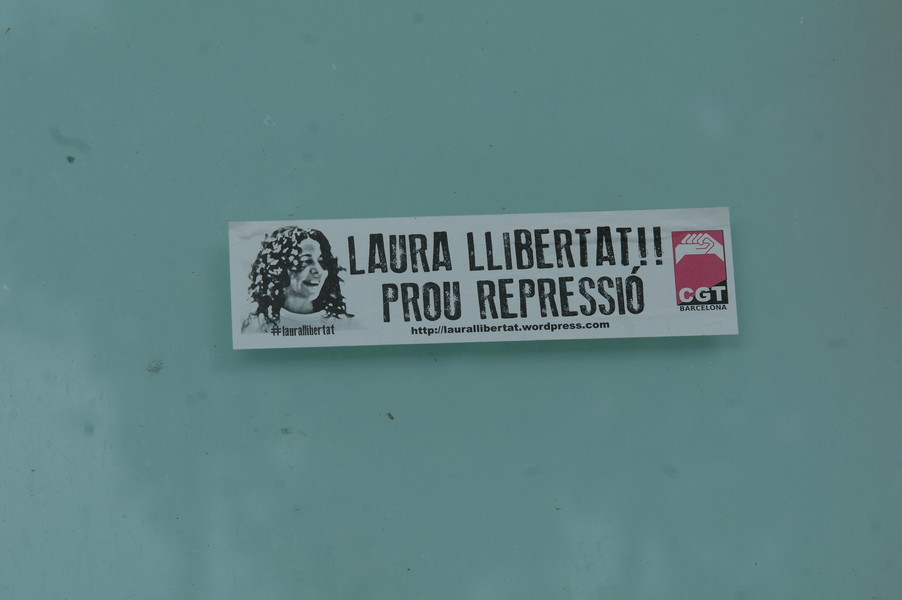 LAURA LLIBERTAT!!
PROU REPRESSIÓ
http://laurallibertat.wordpress.com
#laurallibertat
CGT
BARCELONA